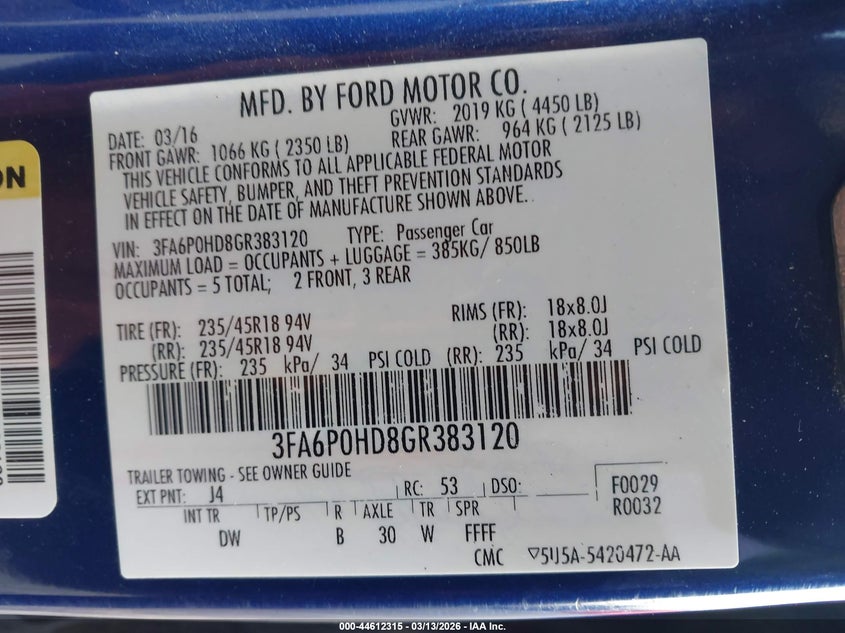 MFD. BY FORD MOTOR CO.
DATE: 03/16
GVWR: 2019 KG ( 4450 LB)
FRONT GAWR: 1066 KG ( 2350 LB)
REAR GAWR: 964 KG ( 2125 LB)
THIS VEHICLE CONFORMS TO ALL APPLICABLE FEDERAL MOTOR
VEHICLE SAFETY, BUMPER, AND THEFT PREVENTION STANDARDS
IN EFFECT ON THE DATE OF MANUFACTURE SHOWN ABOVE.
VIN: 3FA6P0HD8GR383120 TYPE: Passenger Car
MAXIMUM LOAD = OCCUPANTS + LUGGAGE = 385KG/ 850LB
OCCUPANTS = 5 TOTAL; 2 FRONT, 3 REAR
TIRE (FR): 235/45R18 94V RIMS (FR): 18x8.0J
(RR): 235/45R18 94V (RR): 18x8.0J
PRESSURE (FR): 235 kPa/ 34 PSI COLD (RR): 235 kPa/ 34 PSI COLD
3FA6P0HD8GR383120
TRAILER TOWING - SEE OWNER GUIDE
EXT PNT: J4 RC: 53 DSO: F0029
R0032
INT TR TP/PS R AXLE TR SPR
DW B 30 W FFFF
CMC ▽5U5A-5420472-AA
ON
000-44612315 - 03/13/2026 - IAA Inc.